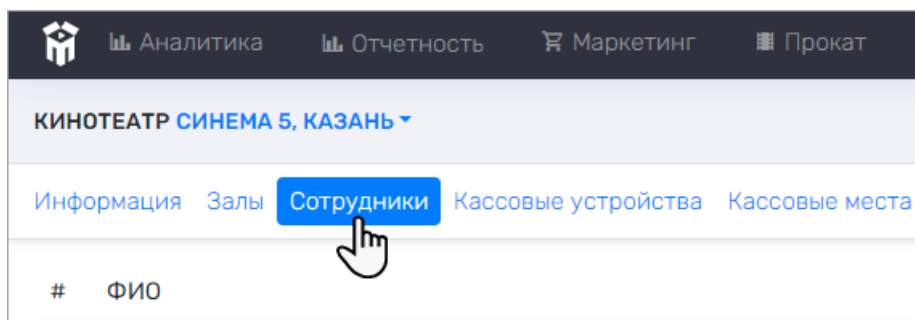 Аналитика Отчетность Маркетинг Прокат
КИНОТЕАТР СИНЕМА 5, КАЗАНЬ
Информация Залы Сотрудники Кассовые устройства Кассовые места
# ФИО